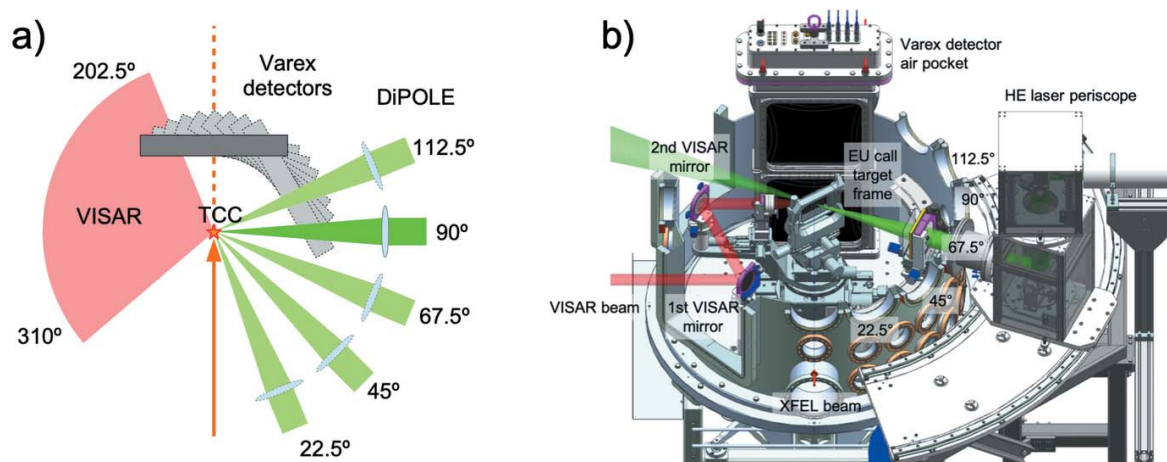 a)
202.5º
Varex
detectors
DiPOLE
112.5º
VISAR
TCC
90º
67.5º
310º
45º
22.5º
b)
Varex detector
air pocket
HE laser periscope
2nd VISAR
mirror
EU call
target
frame
112.5°
90°
67.5°
45°
22.5°
VISAR beam
1st VISAR
mirror
XFEL beam